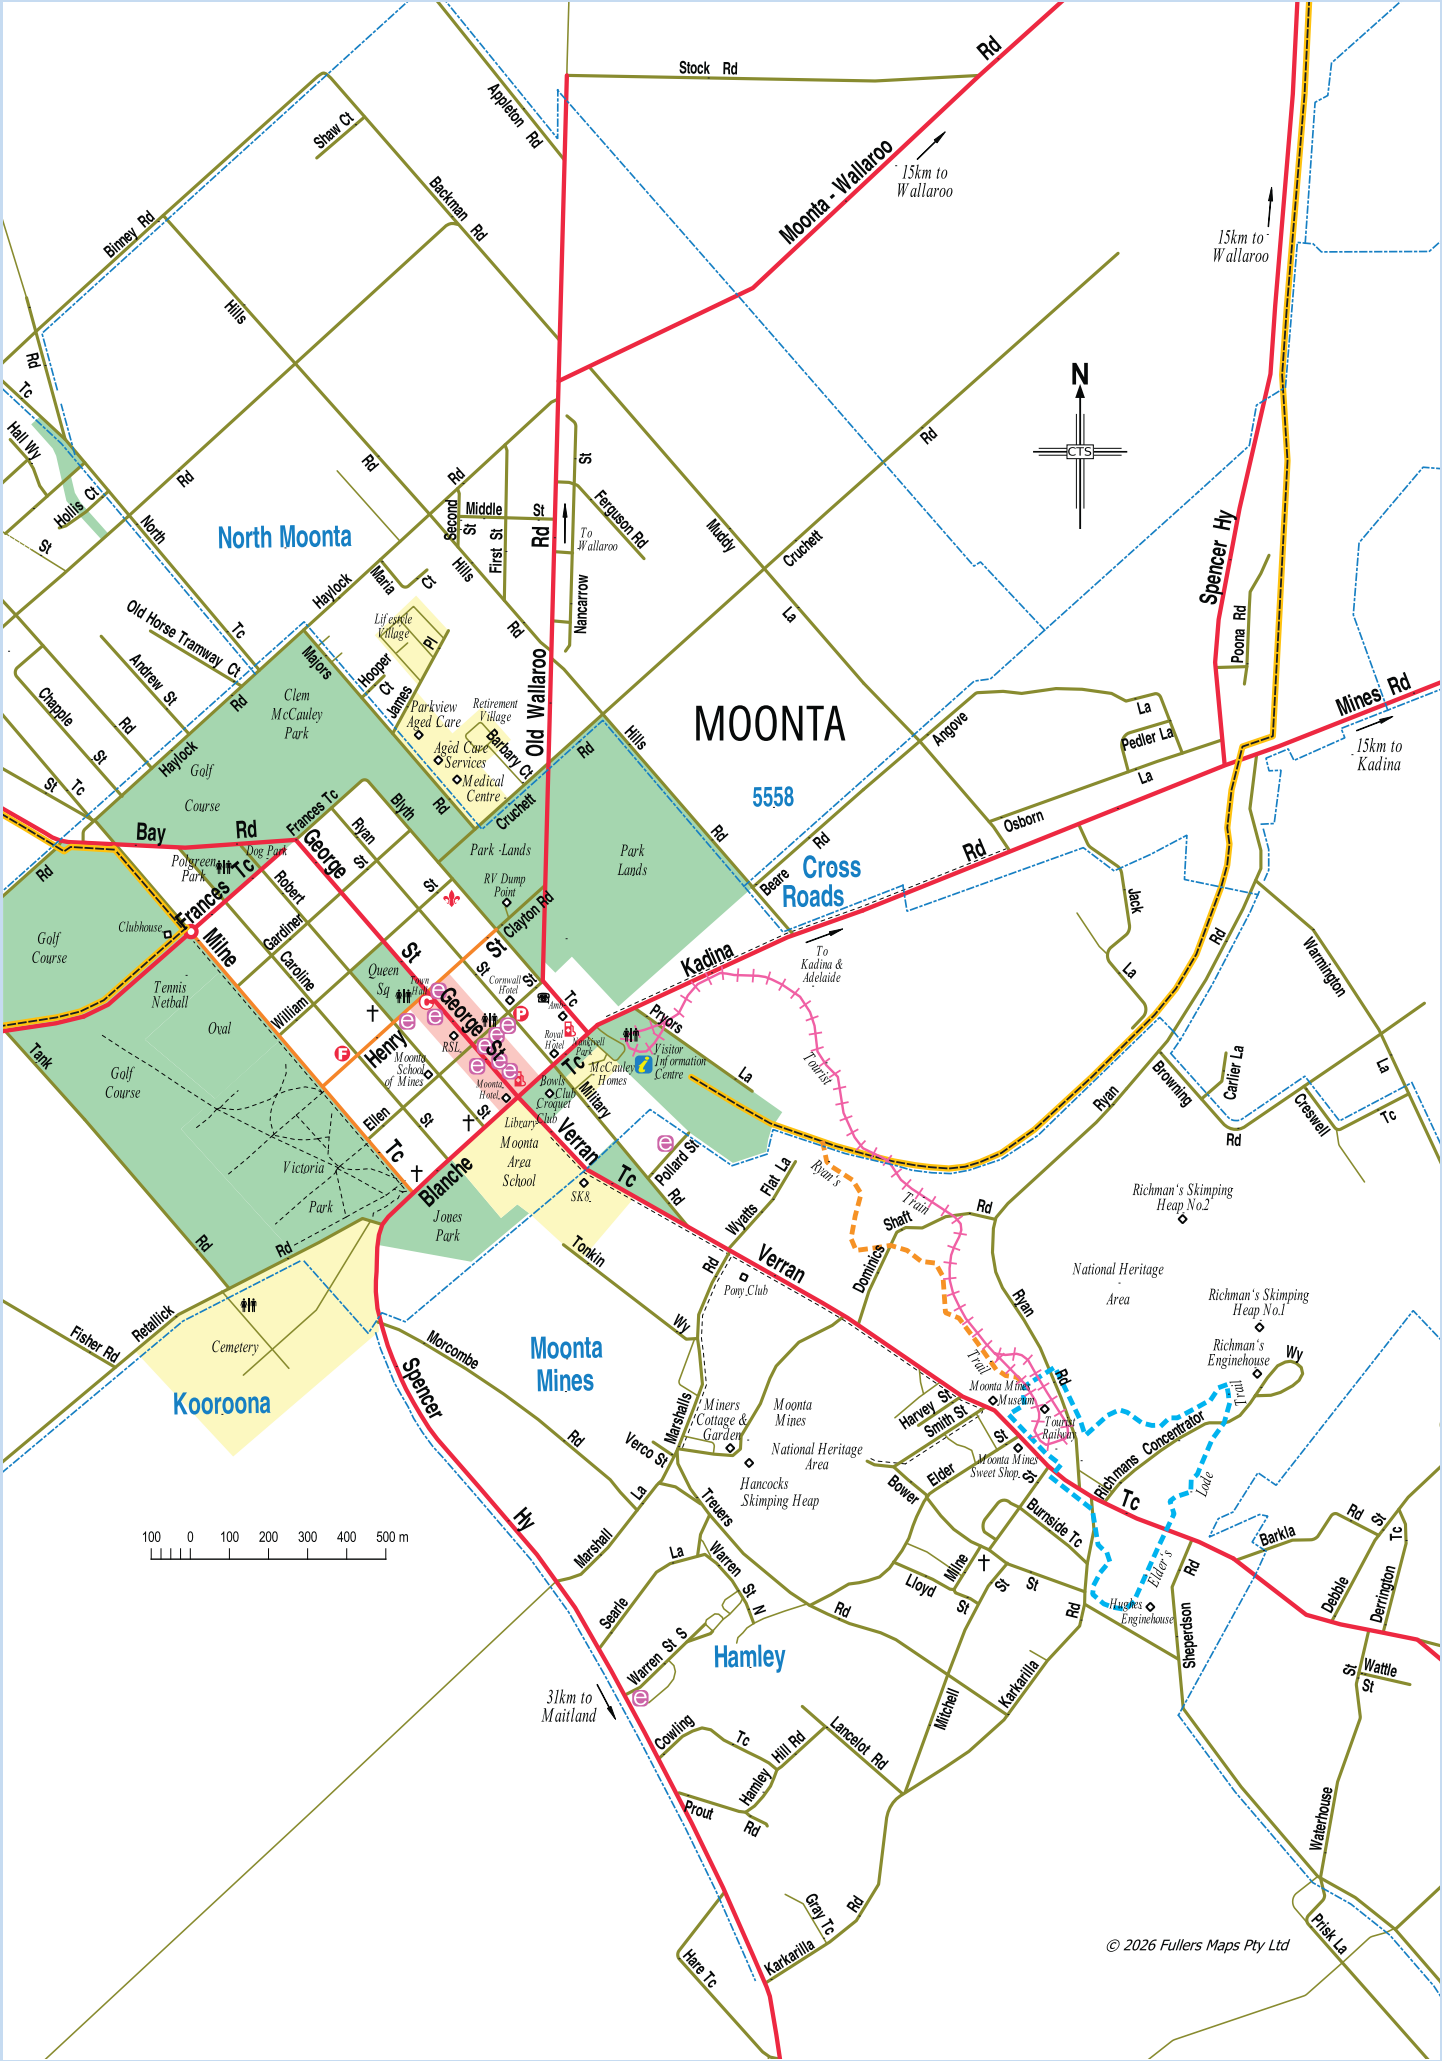 Stock Rd
Rd
Appleton Rd
Shaw Ct
Moonta - Wallaroo
15km to
Wallaroo
Backman Rd
Binney Rd
15km to
Wallaroo
Hills
Rd
Tc
N
CTS
Hall Wy
Rd
Rd
Rd
St
Rd
Hollis Ct
Second St
Middle St
First St
Ferguson Rd
Rd
To
Wallaroo
Spencer Hy
North
St
North Moonta
Muddy
Cruchett
Hills
Maria Ct
Haylock
Nancarrow
La
Lifestyle
Village
Old Horse Tramway Ct
Tc
Rd
Poona Rd
Andrew St
Majors
Hooper Ct
Pl
James
Old Wallaroo
Clem
McCauley
Park
Rd
Chapple
Rd
Parkview
Aged Care
Retirement
Village
Mines Rd
La
MOONTA
Angove
Pedler La
Hills
Rd
Barbary Ct
Aged Care
Services
15km to
Kadina
St
Haylock
Golf
Course
Medical
Centre
La
St Tc
5558
Rd
Cruchett
Blyth
Frances Tc
Osborn
Bay Rd
George
Ryan St
Rd
Rd
Park Lands
Park
Lands
Rd
Dog Park
Polgreen
Park
Cross
Roads
Beare
Rd
Frances Tc
Robert
St
RV Dump
Point
Jack
Clayton Rd
Gardiner
Clubhouse
Milne
Golf
Course
St
St
Kadina
To
Kadina &
Adelaide
Rd
Warmington
Caroline
Queen
Sq
Town
Hall
St
Cornwall
Hotel
St
La
Tennis
Netball
William
George St
Tc
Amb
Oval
Henry
RSL
Royal
Hotel
Nankivell
Park
Pryors
Visitor
Information
Centre
Tank
F
C
P
Moonta
School
of Mines
Tc
McCauley
Homes
La
Tourist
La
Golf
Course
Moonta
Hotel
Bowls
Club
Croquet
Club
Military
Browning
Carlier La
Ryan
Ellen
St
St
Library
Creswell
Tc
Rd
Moonta
Area
School
Verran
Tc
Victoria
Park
Tc
Blanche
Pollard St
Flat La
Ryan's
Rd
SK8
Richman's Skimping
Heap No.2
Jones
Park
Wyatts
Shaft
Train
Rd
Rd
Rd
Tonkin
Rd
Verran
Dominics
Pony Club
National Heritage
Area
Ryan
Richman's Skimping
Heap No.1
Fisher Rd
Retallick
Cemetery
Wy
Morcombe
Moonta
Mines
Trail
Richman's
Enginehouse
Wy
Kooroona
Spencer
Rd
Moonta Mines
Museum
Trail
Marshalls
Miners
Cottage &
Garden
Moonta
Mines
Harvey St
Smith St
Tourist
Railway
Concentrator
National Heritage
Area
Rd
Verco St
St
Moonta Mines
Sweet Shop
Richmans
Lode
Elder
St
Hancocks
Skimping Heap
Bower
La
Treuers
Tc
Burnside Tc
Rd
St
Tc
Barkla
Hy
100 0 100 200 300 400 500 m
Marshall
La
Warren St N
Milne
Lloyd St
St
St
Elder's
Rd
Debble
Derrington
Hughes
Enginehouse
Searle
Rd
Rd
Sheperdson
Warren St S
Hamley
St
Wattle
St
31km to
Maitland
Mitchell
Karkarilla
Cowling
Tc
Hill Rd
Lancelot Rd
Hamley
Prout
Rd
Waterhouse
Gray Tc
Rd
Karkarilla
Hare Tc
Prisk La
© 2026 Fullers Maps Pty Ltd